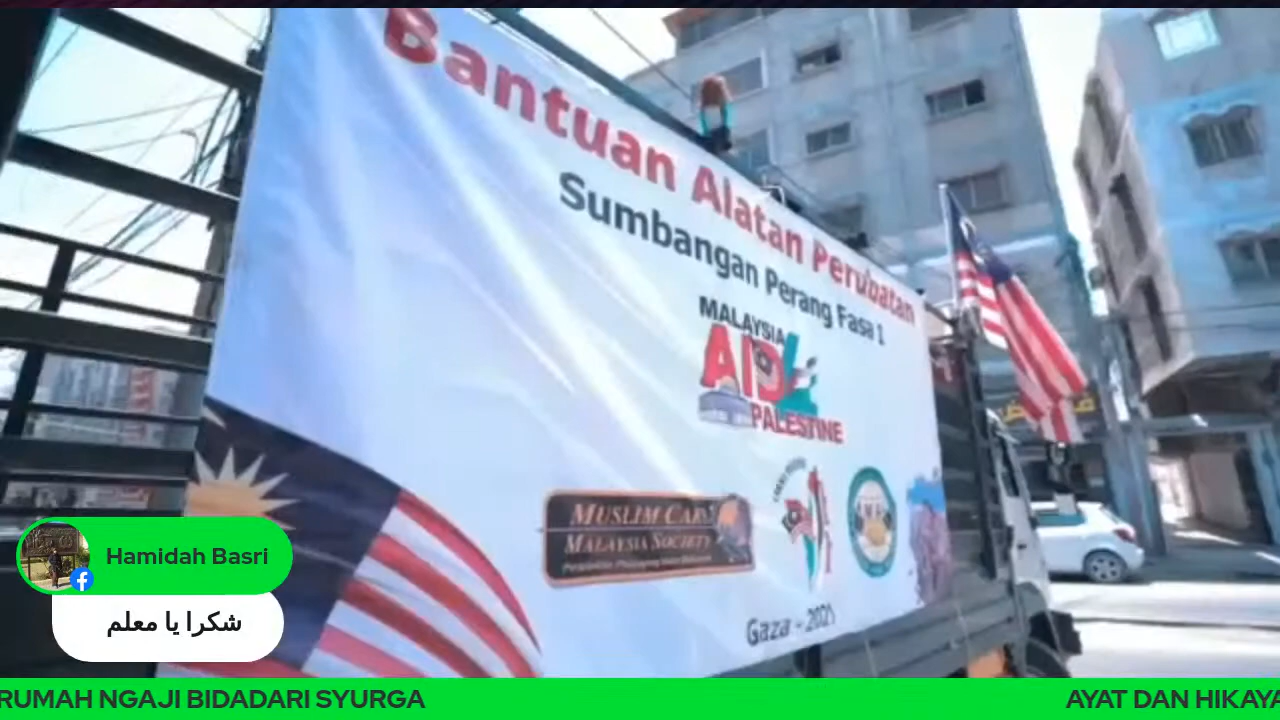 Bantuan Alatan Perubatan
Sumbangan Perang Fasa 1
MALAYSIA
AID
PALESTINE
MUSLIM CARE
MALAYSIA SOCIETY
Gaza - 2021
Hamidah Basri
شكرا يا معلم
RUMAH NGAJI BIDADARI SYURGA
AYAT DAN HIKAYA